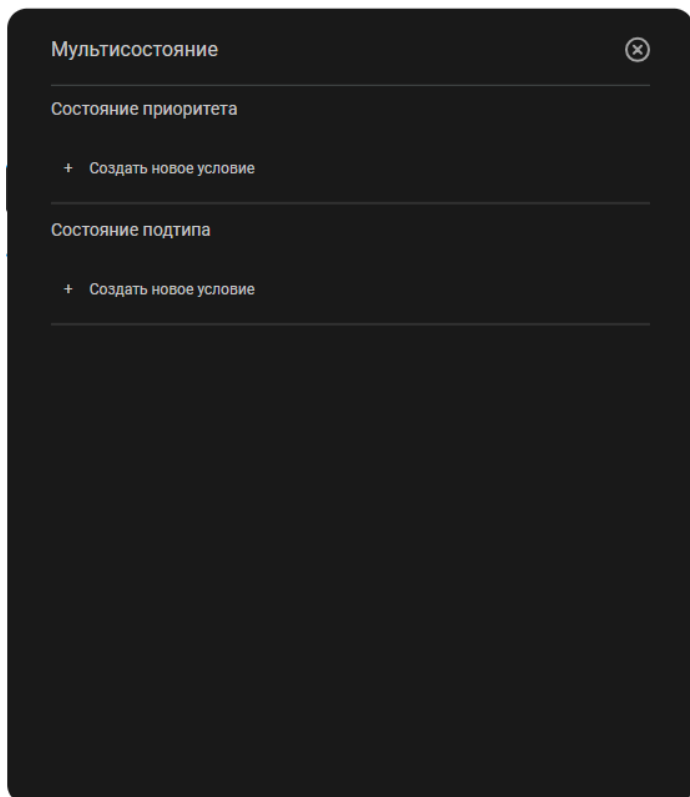 Мультисостояние
Состояние приоритета
+ Создать новое условие
Состояние подтипа
+ Создать новое условие